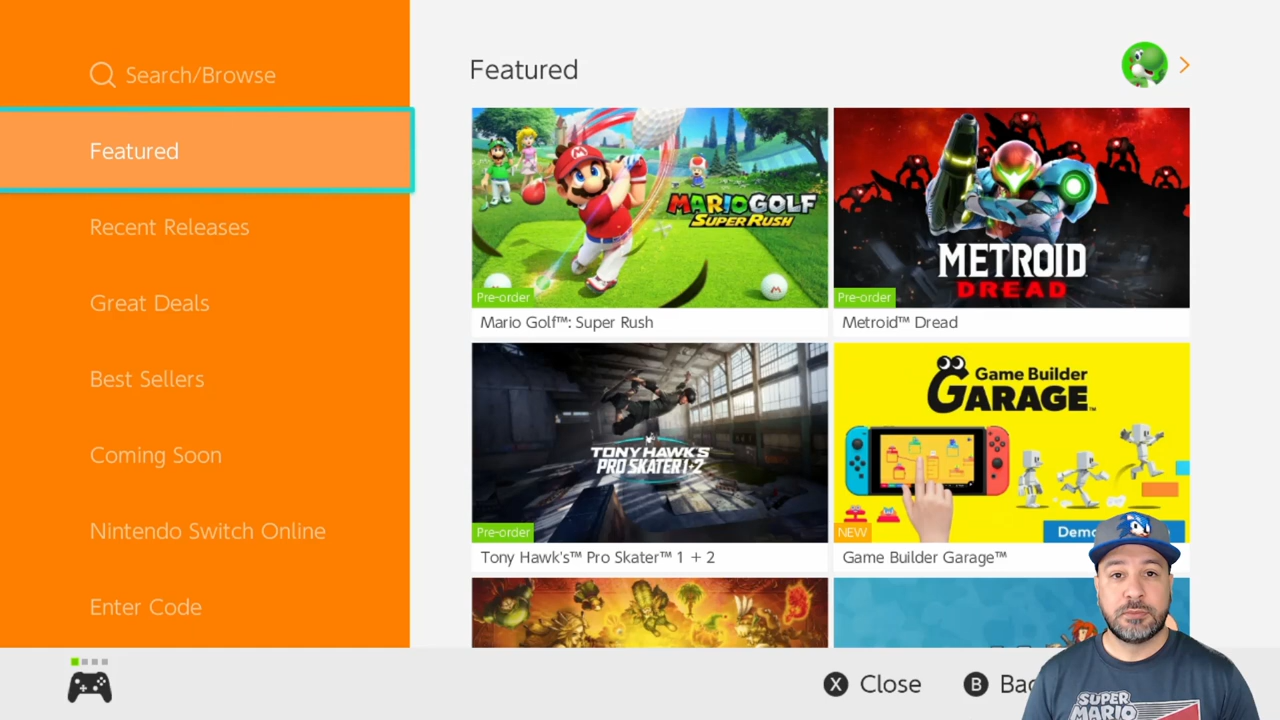 Search/Browse
Featured
Recent Releases
Great Deals
Best Sellers
Coming Soon
Nintendo Switch Online
Enter Code
Featured
MARIO GOLF
SUPER RUSH
Pre-order
Mario Golf™: Super Rush
METROID
DREAD
Pre-order
Metroid™ Dread
TONY HAWK'S
PRO SKATER 1+2
Pre-order
Tony Hawk's™ Pro Skater™ 1 + 2
Game Builder
GARAGE™
Demo
NEW
Game Builder Garage™
X Close
B Bac
SUPER
MARIO